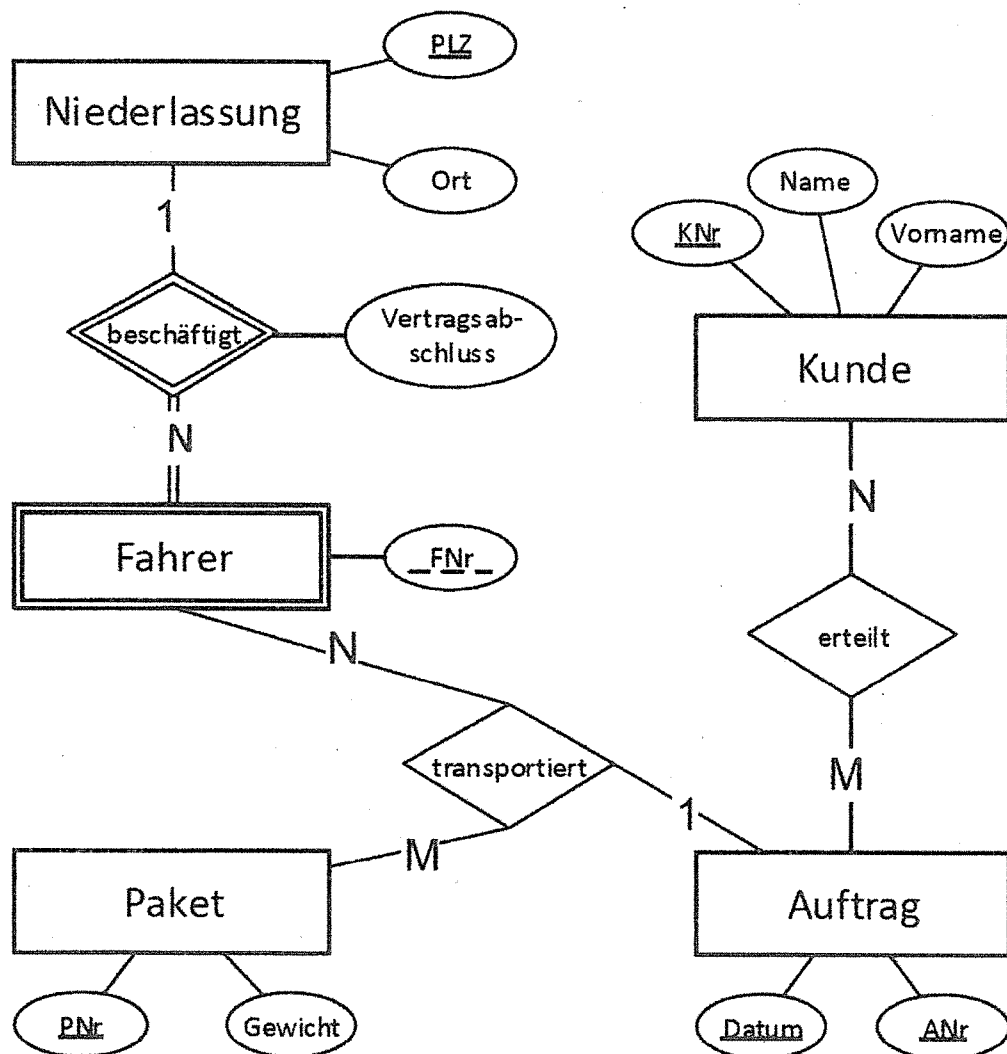 PLZ
Niederlassung
Ort
1
Name
KNr
Vorname
beschäftigt
Vertragsab-
schluss
Kunde
N
N
Fahrer
_FNr_
erteilt
N
transportiert
M
1
M
Paket
Auftrag
PNr
Gewicht
Datum
ANr